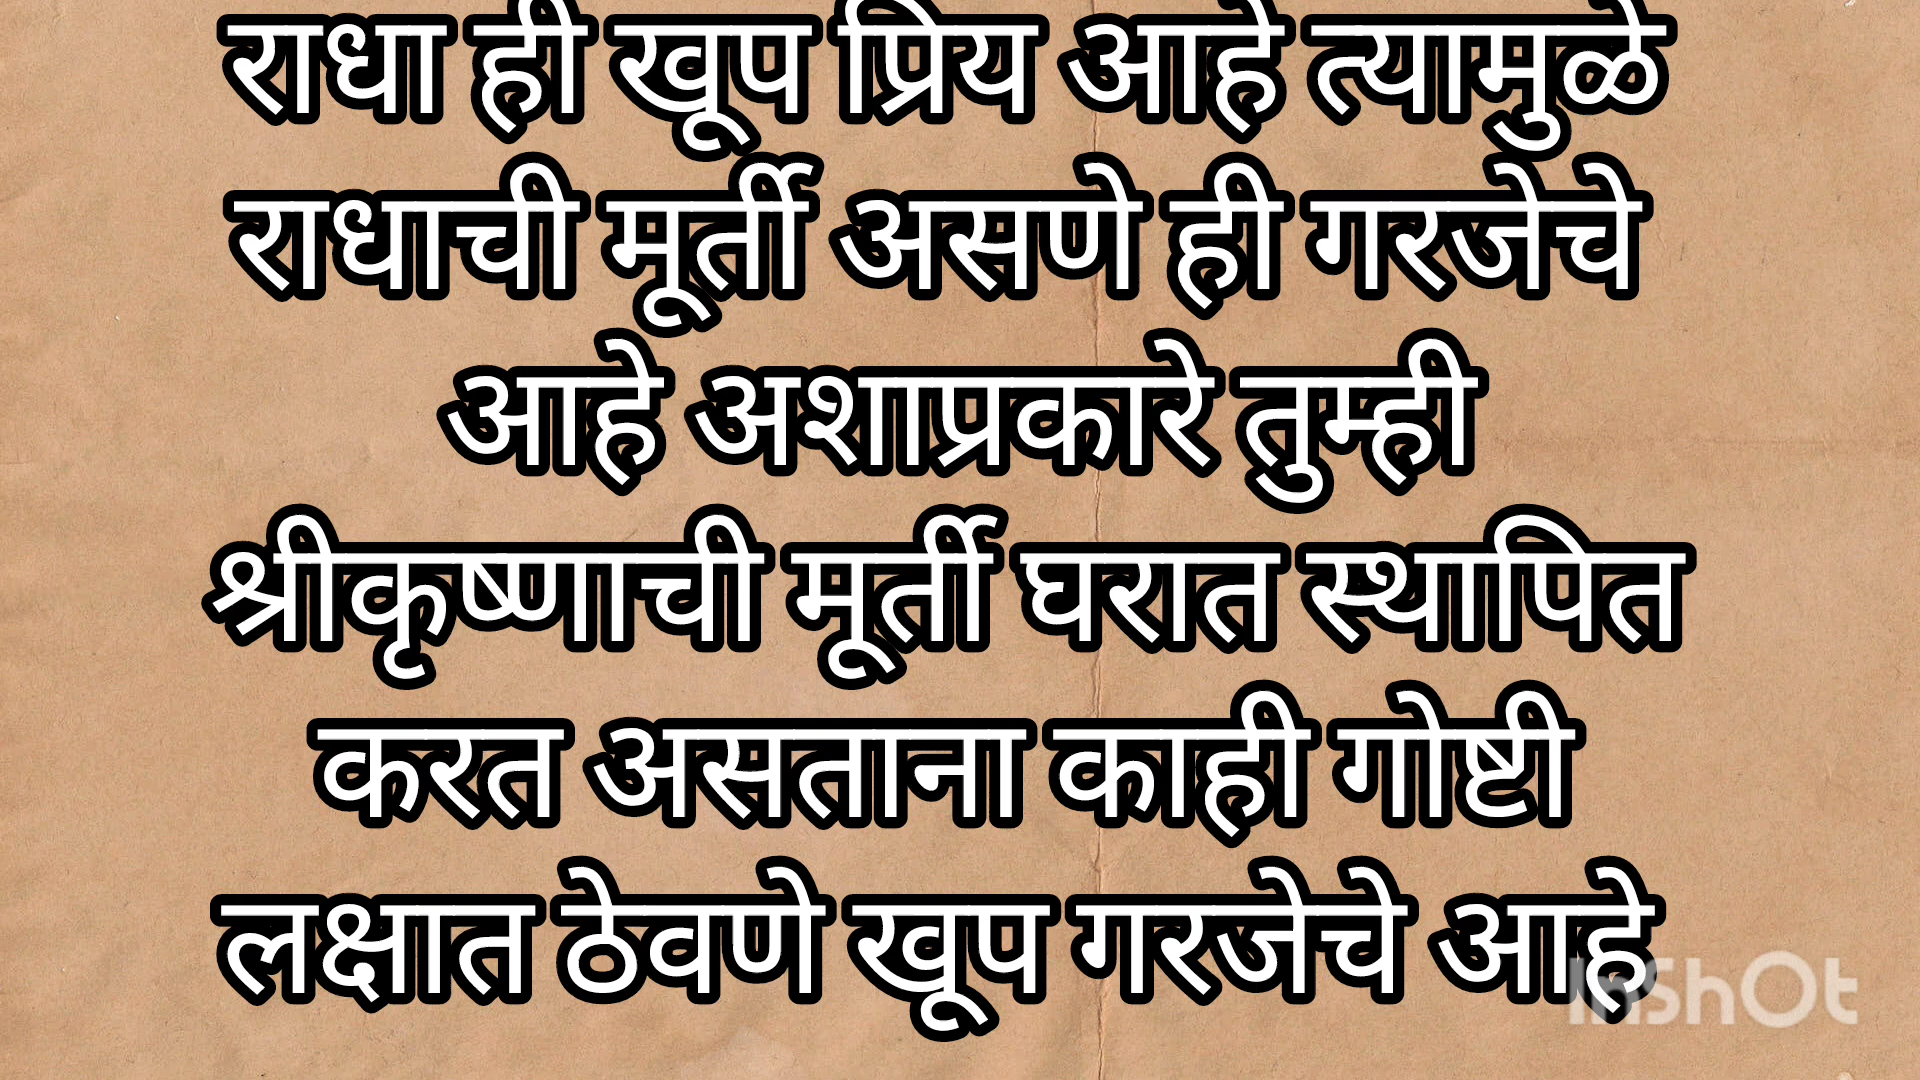 राधा ही खूप प्रिय आहे त्यामुळे
राधाची मूर्ती असणे ही गरजेचे
आहे अशाप्रकारे तुम्ही
श्रीकृष्णाची मूर्ती घरात स्थापित
करत असताना काही गोष्टी
लक्षात ठेवणे खूप गरजेचे आहे
InShOt